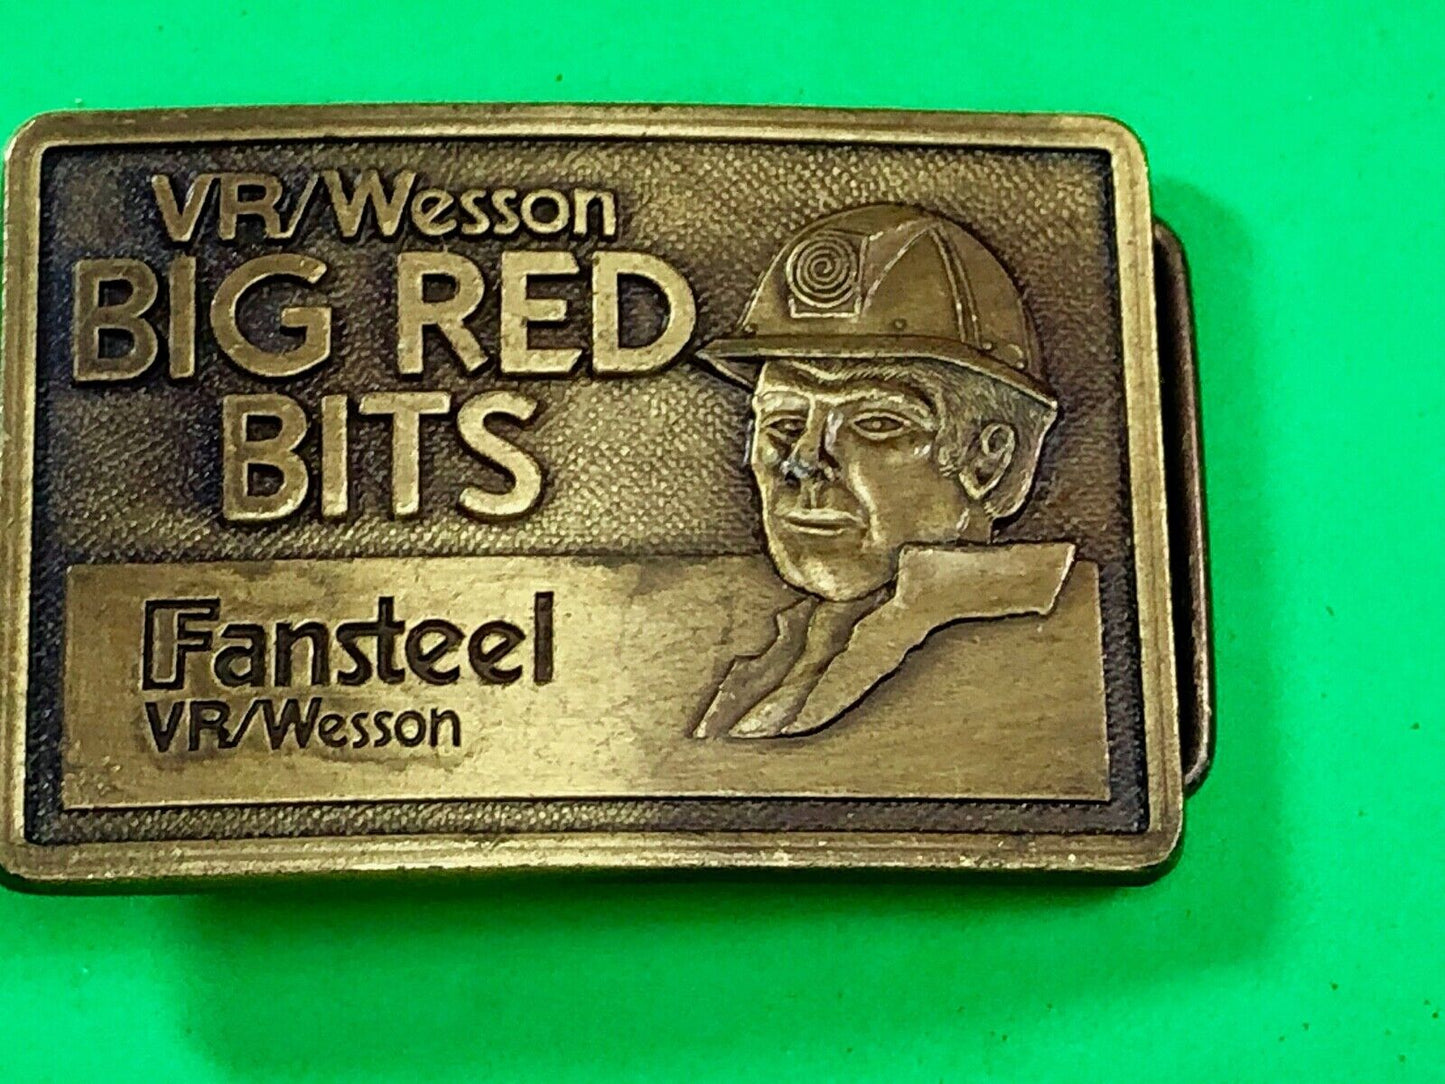 VR/Wesson
BIG RED
BITS
Fansteel
VR/Wesson